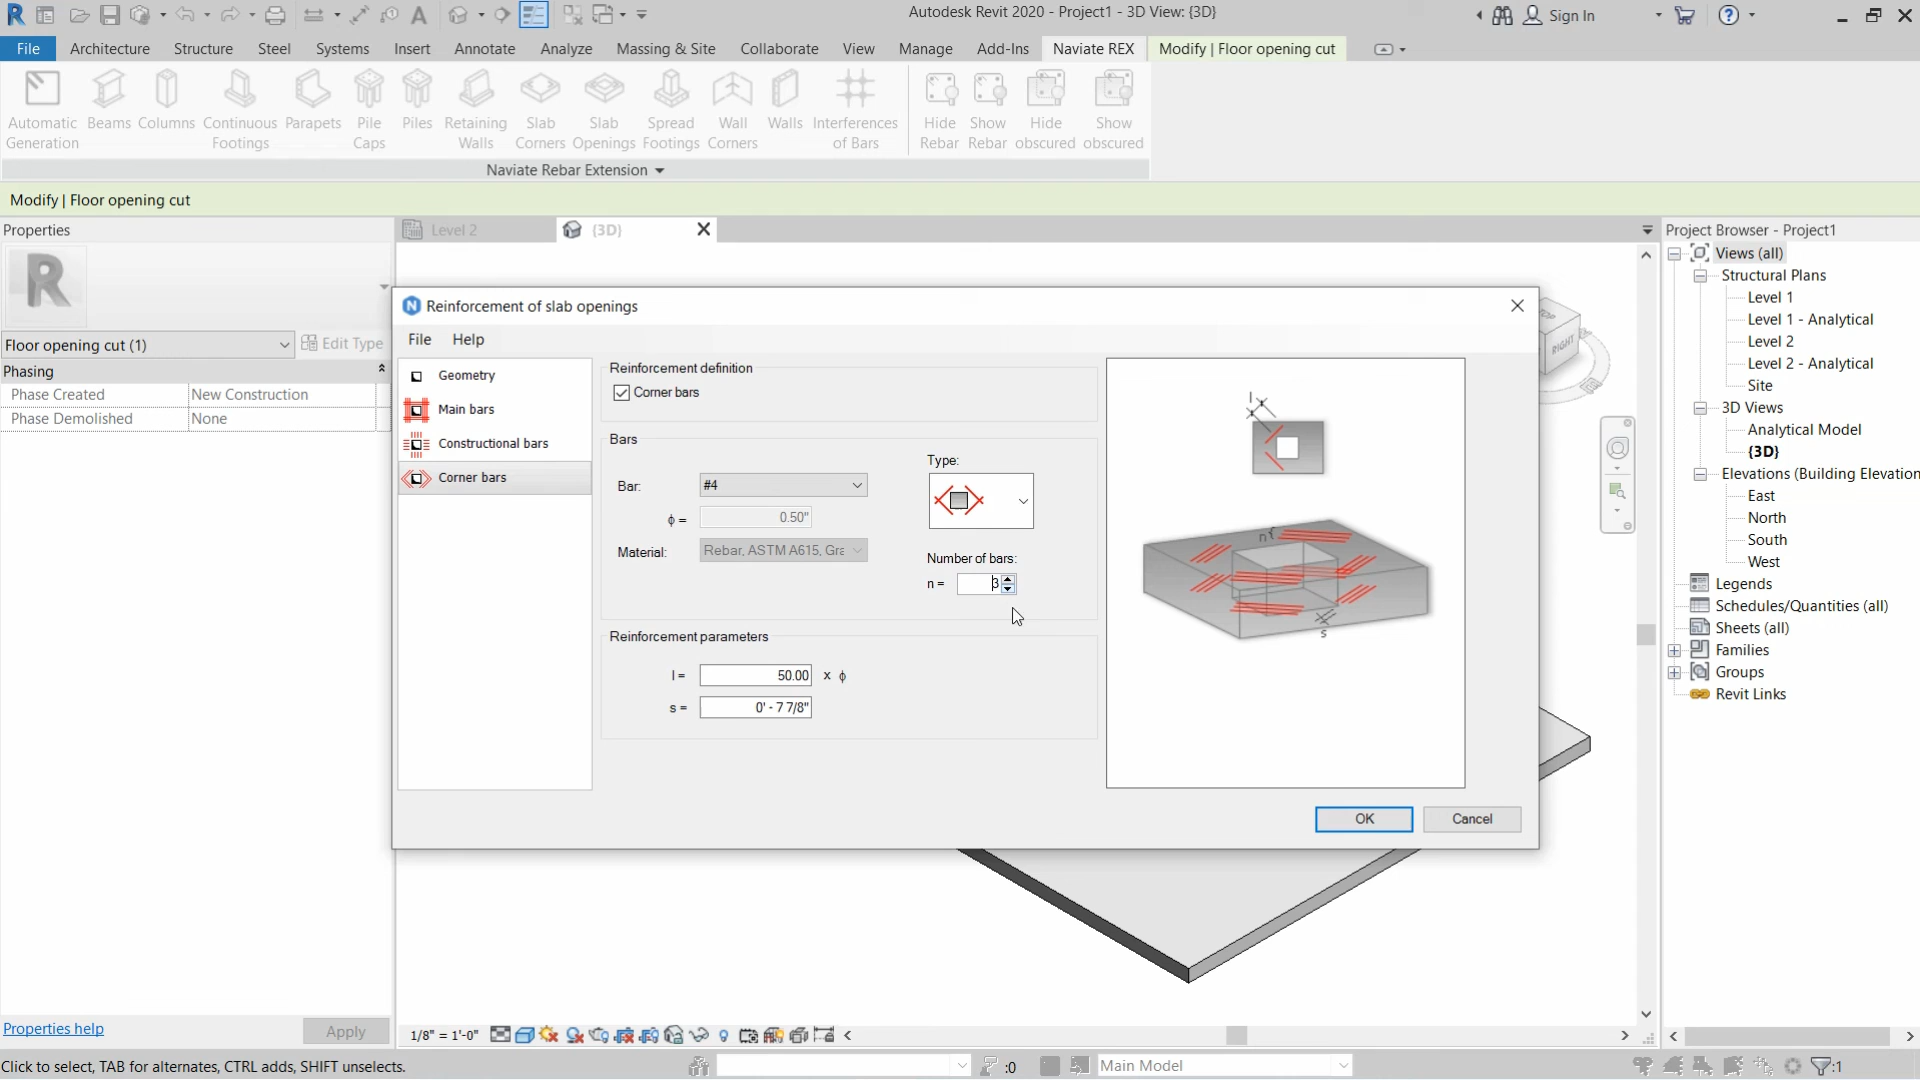 Autodesk Revit 2020 - Project1 - 3D View: {3D}
Sign In
File Architecture Structure Steel Systems Insert Annotate Analyze Massing & Site Collaborate View Manage Add-Ins Naviate REX Modify | Floor opening cut
Automatic Generation
Beams
Columns
Continuous Footings
Parapets
Pile Caps
Piles
Retaining Walls
Slab Corners
Slab Openings
Spread Footings
Wall Corners
Walls
Interferences of Bars
Hide Rebar
Show Rebar
Hide obscured
Show obscured
Naviate Rebar Extension
Modify | Floor opening cut
Properties
Level 2
{3D}
Project Browser - Project1
R
Floor opening cut (1)
Edit Type
Phasing
Phase Created New Construction
Phase Demolished None
Properties help
Apply
Reinforcement of slab openings
File Help
Geometry
Main bars
Constructional bars
Corner bars
Reinforcement definition
Corner bars
Bars
Bar: #4
ϕ = 0.50"
Material: Rebar, ASTM A615, Gra
Type:
Number of bars:
n = 3
Reinforcement parameters
l = 50.00 x ϕ
s = 0' - 7 7/8"
l
n
s
OK Cancel
TOP
RIGHT
Views (all)
Structural Plans
Level 1
Level 1 - Analytical
Level 2
Level 2 - Analytical
Site
3D Views
Analytical Model
{3D}
Elevations (Building Elevation
East
North
South
West
Legends
Schedules/Quantities (all)
Sheets (all)
Families
Groups
Revit Links
1/8" = 1'-0"
Click to select, TAB for alternates, CTRL adds, SHIFT unselects.
:0
Main Model
:1